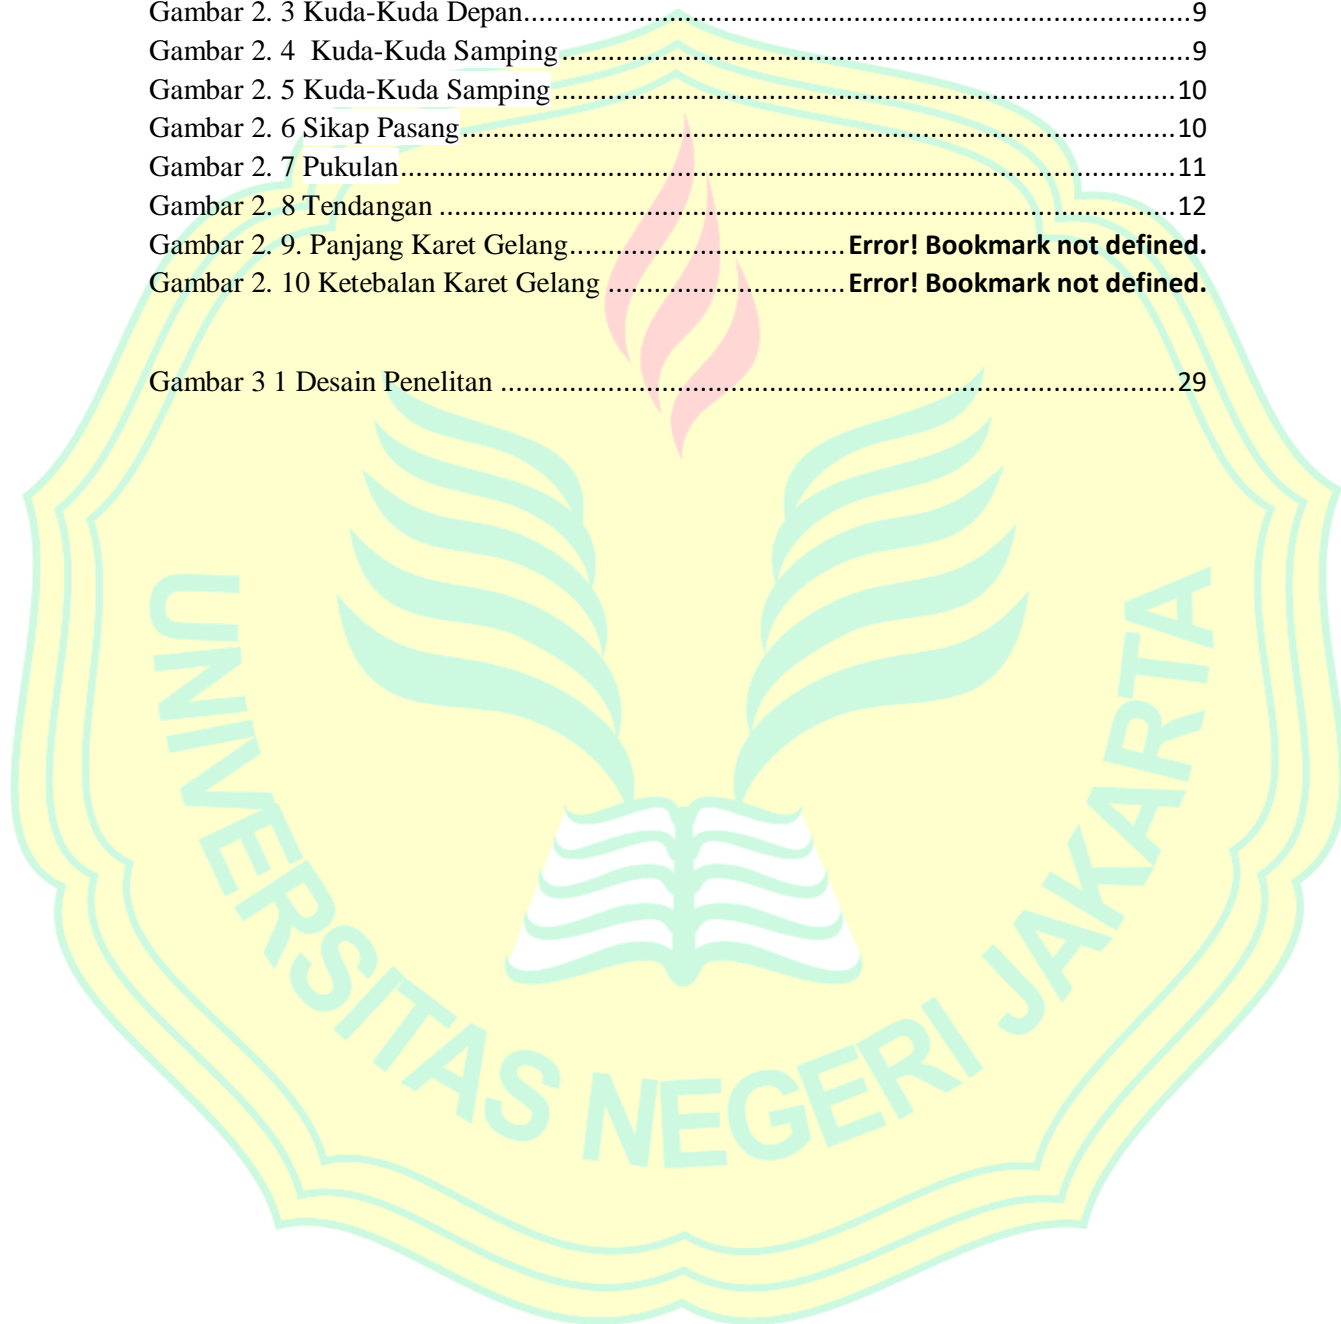 Gambar 2. 3 Kuda-Kuda Depan........................................................................................................9
Gambar 2. 4  Kuda-Kuda Samping..................................................................................................9
Gambar 2. 5 Kuda-Kuda Samping.................................................................................................10
Gambar 2. 6 Sikap Pasang..............................................................................................................10
Gambar 2. 7 Pukulan.......................................................................................................................11
Gambar 2. 8 Tendangan..................................................................................................................12
Gambar 2. 9. Panjang Karet Gelang..........................................Error! Bookmark not defined.
Gambar 2. 10 Ketebalan Karet Gelang....................................Error! Bookmark not defined.
Gambar 3 1 Desain Penelitan.........................................................................................................29
UNIVERSITAS NEGERI JAKARTA